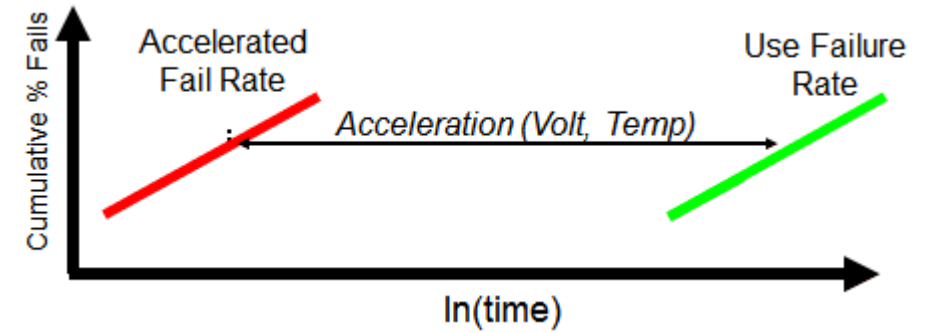 Cumulative % Fails
Accelerated
Fail Rate
Acceleration (Volt, Temp)
Use Failure
Rate
ln(time)